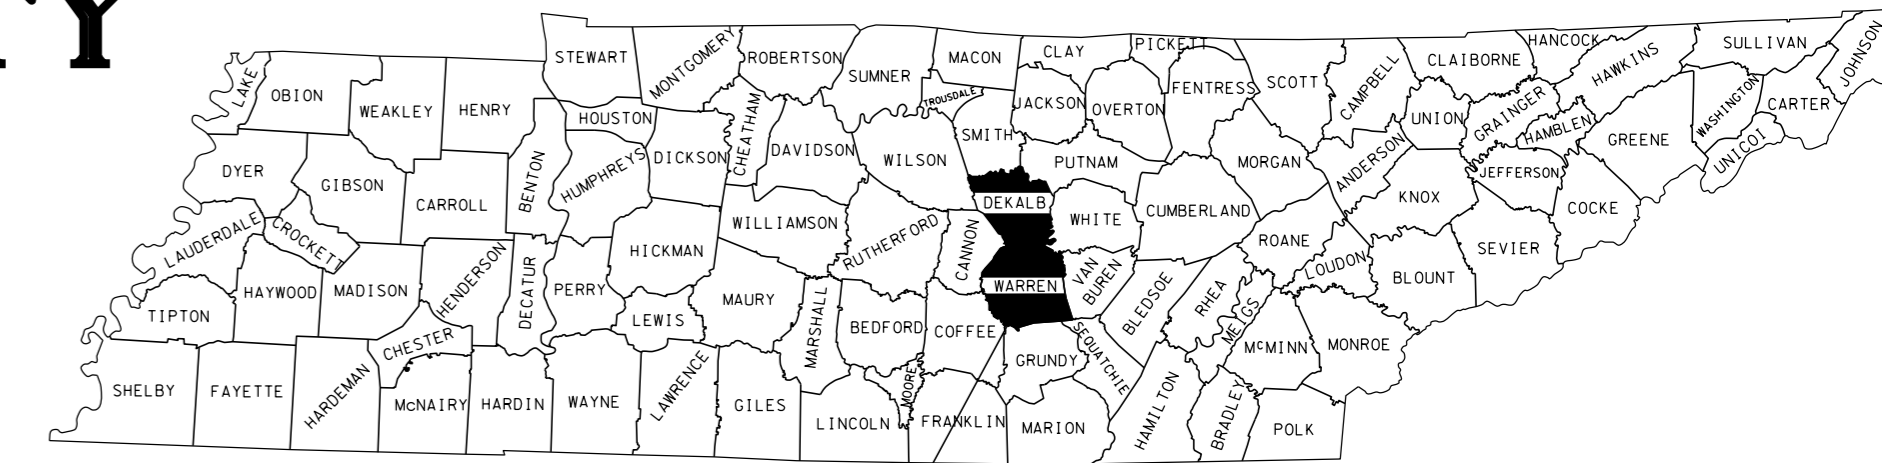 Y
STEWART
MONTGOMERY
ROBERTSON
SUMNER
MACON
CLAY
PICKETT
SCOTT
CAMPBELL
CLAIBORNE
HANCOCK
HAWKINS
SULLIVAN
JOHNSON
LAKE
OBION
WEAKLEY
HENRY
HOUSTON
CHEATHAM
TROUSDALE
JACKSON
OVERTON
FENTRESS
UNION
GRAINGER
HAMBLEN
WASHINGTON
CARTER
UNICOI
GREENE
DYER
GIBSON
CARROLL
BENTON
HUMPHREYS
DICKSON
DAVIDSON
WILSON
SMITH
PUTNAM
MORGAN
ANDERSON
KNOX
JEFFERSON
COCKE
LAUDERDALE
CROCKETT
HICKMAN
WILLIAMSON
RUTHERFORD
CANNON
DEKALB
WHITE
CUMBERLAND
ROANE
LOUDON
BLOUNT
SEVIER
TIPTON
HAYWOOD
MADISON
HENDERSON
DECATUR
PERRY
LEWIS
MAURY
MARSHALL
BEDFORD
COFFEE
WARREN
VAN
BUREN
BLEDSOE
RHEA
MEIGS
McMINN
MONROE
SHELBY
FAYETTE
HARDEMAN
CHESTER
McNAIRY
HARDIN
WAYNE
LAWRENCE
GILES
LINCOLN
MOORE
FRANKLIN
GRUNDY
SEQUATCHIE
MARION
HAMILTON
BRADLEY
POLK